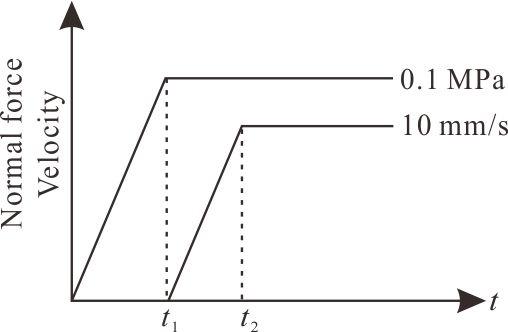 Normal force
Velocity
0.1 MPa
10 mm/s
t1
t2
t